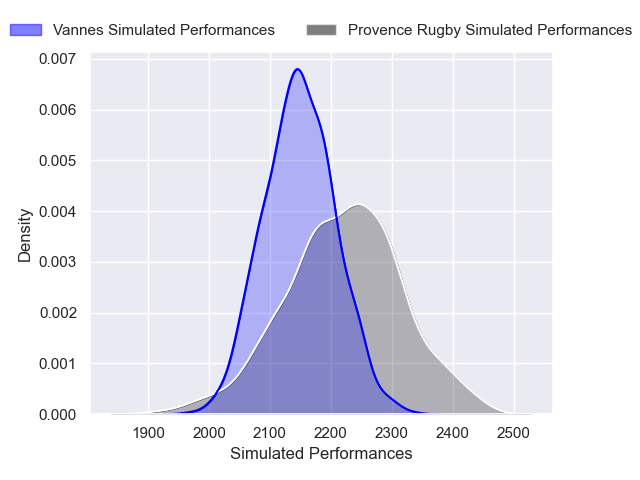 Vannes Simulated Performances
Provence Rugby Simulated Performances
0.007
0.006
0.005
0.004
0.003
0.002
0.001
0.000
Density
1900 2000 2100 2200 2300 2400 2500
Simulated Performances